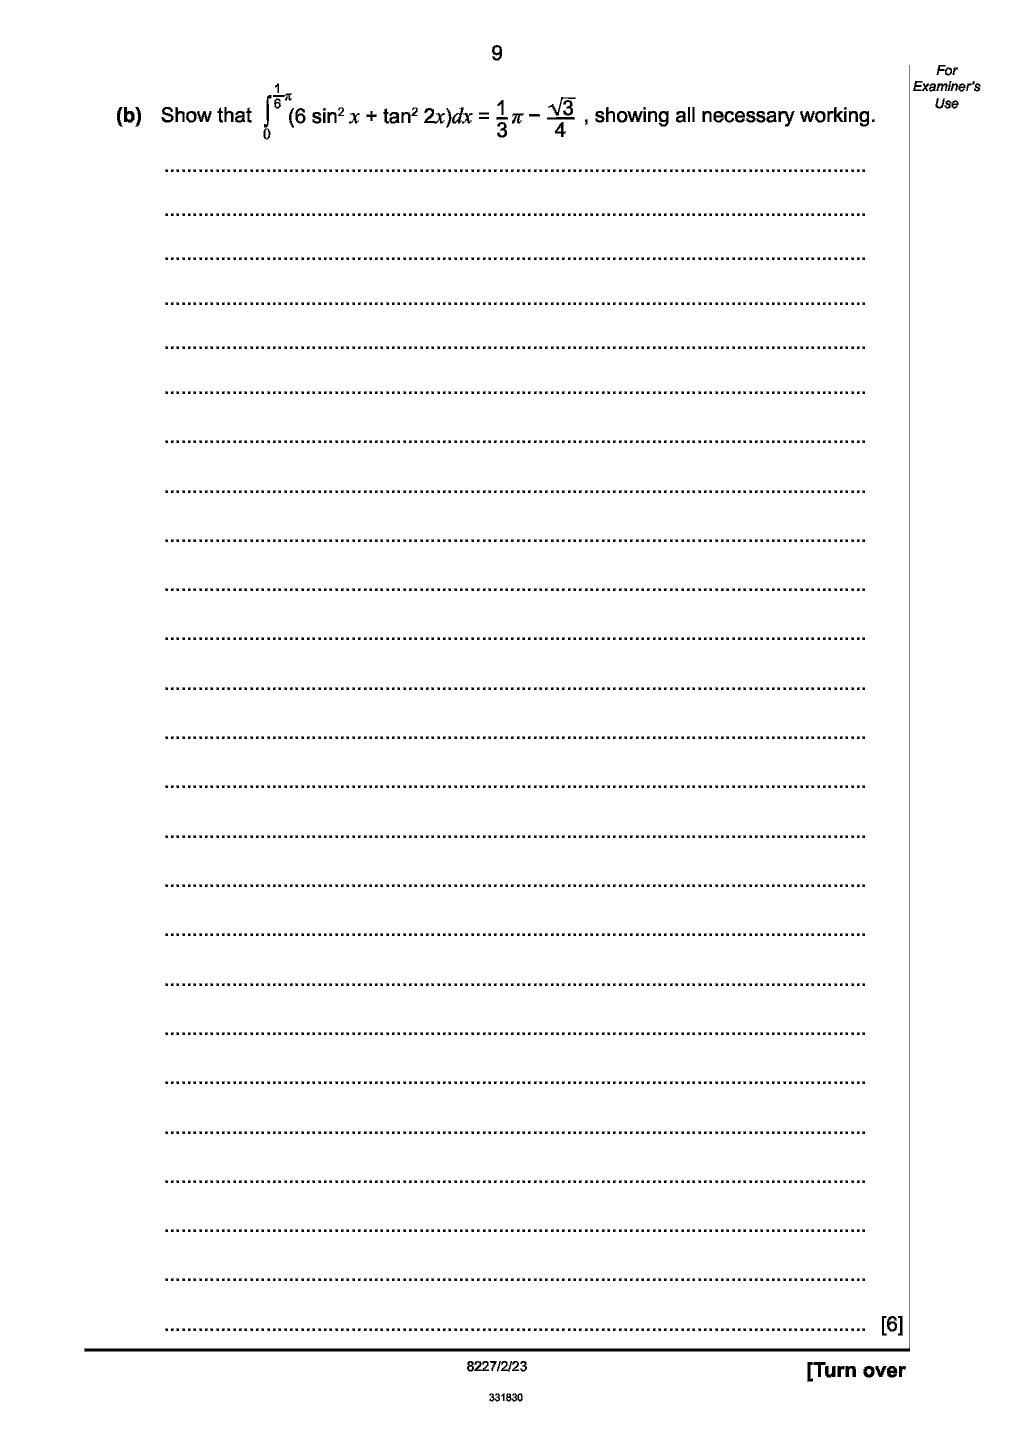 9
For
Examiner's
Use
(b) Show that ∫₀^{1/6 π} (6 sin² x + tan² 2x)dx = 1/3 π − √3/4 , showing all necessary working.
[6]
8227/2/23
[Turn over
331830